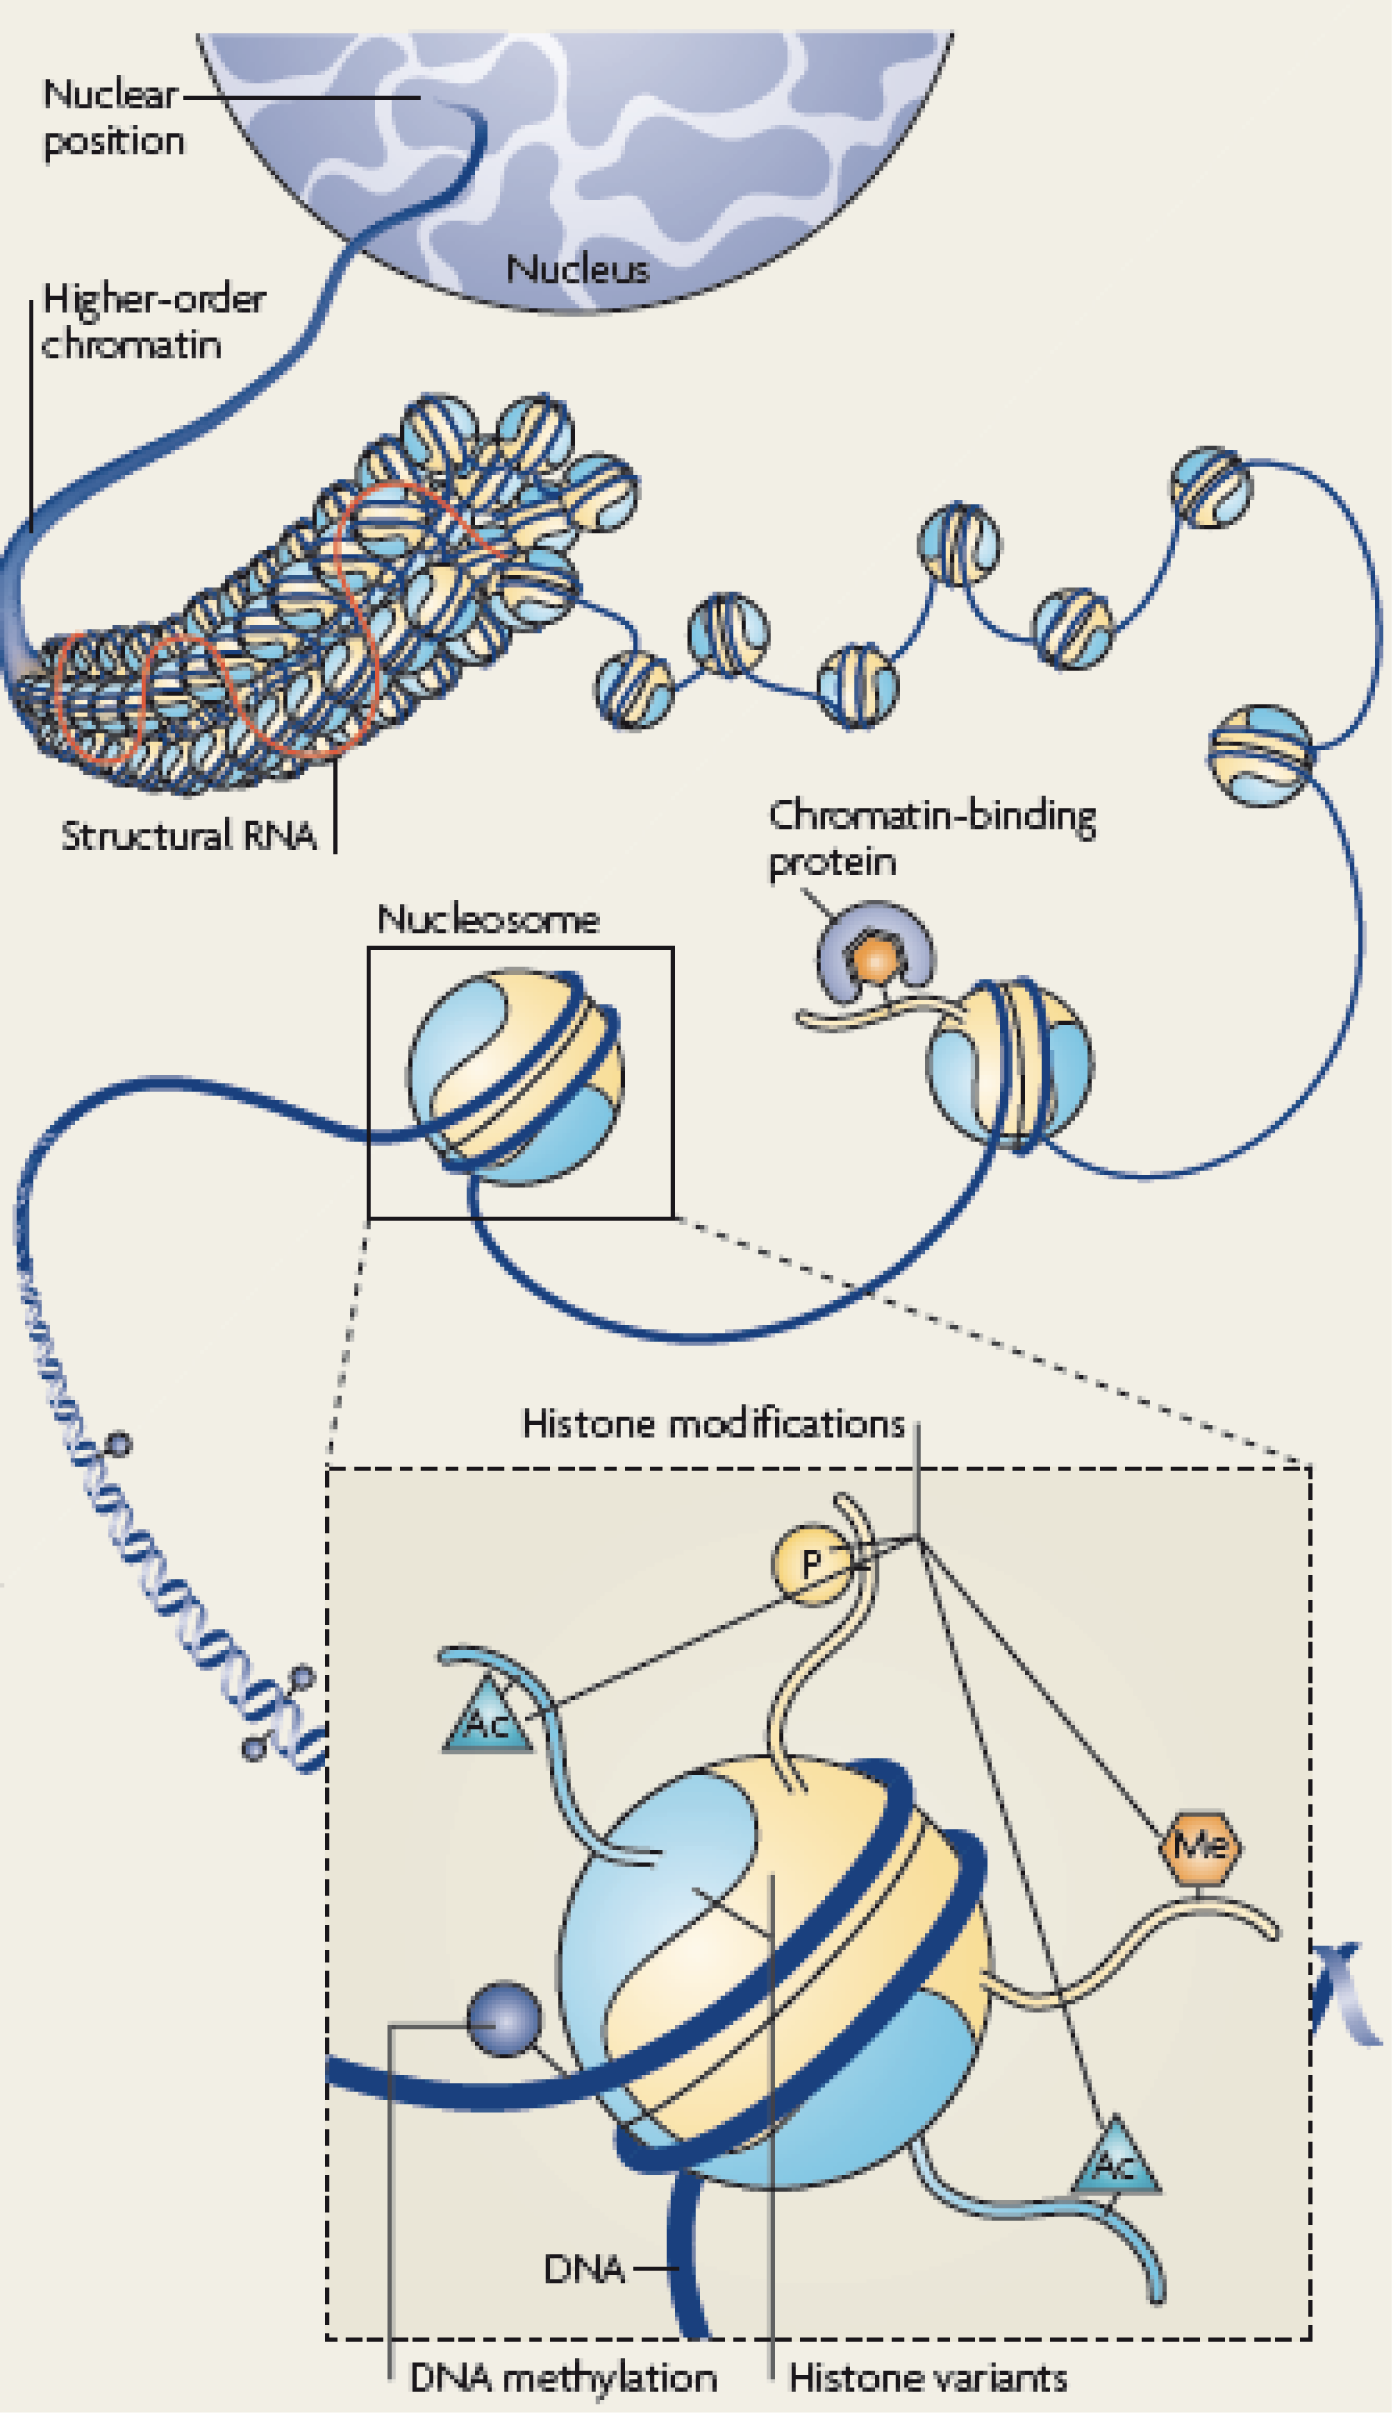 Nuclear
position
Nucleus
Higher-order
chromatin
Structural RNA
Chromatin-binding
protein
Nucleosome
Histone modifications
P
Ac
Me
Ac
DNA
DNA methylation
Histone variants